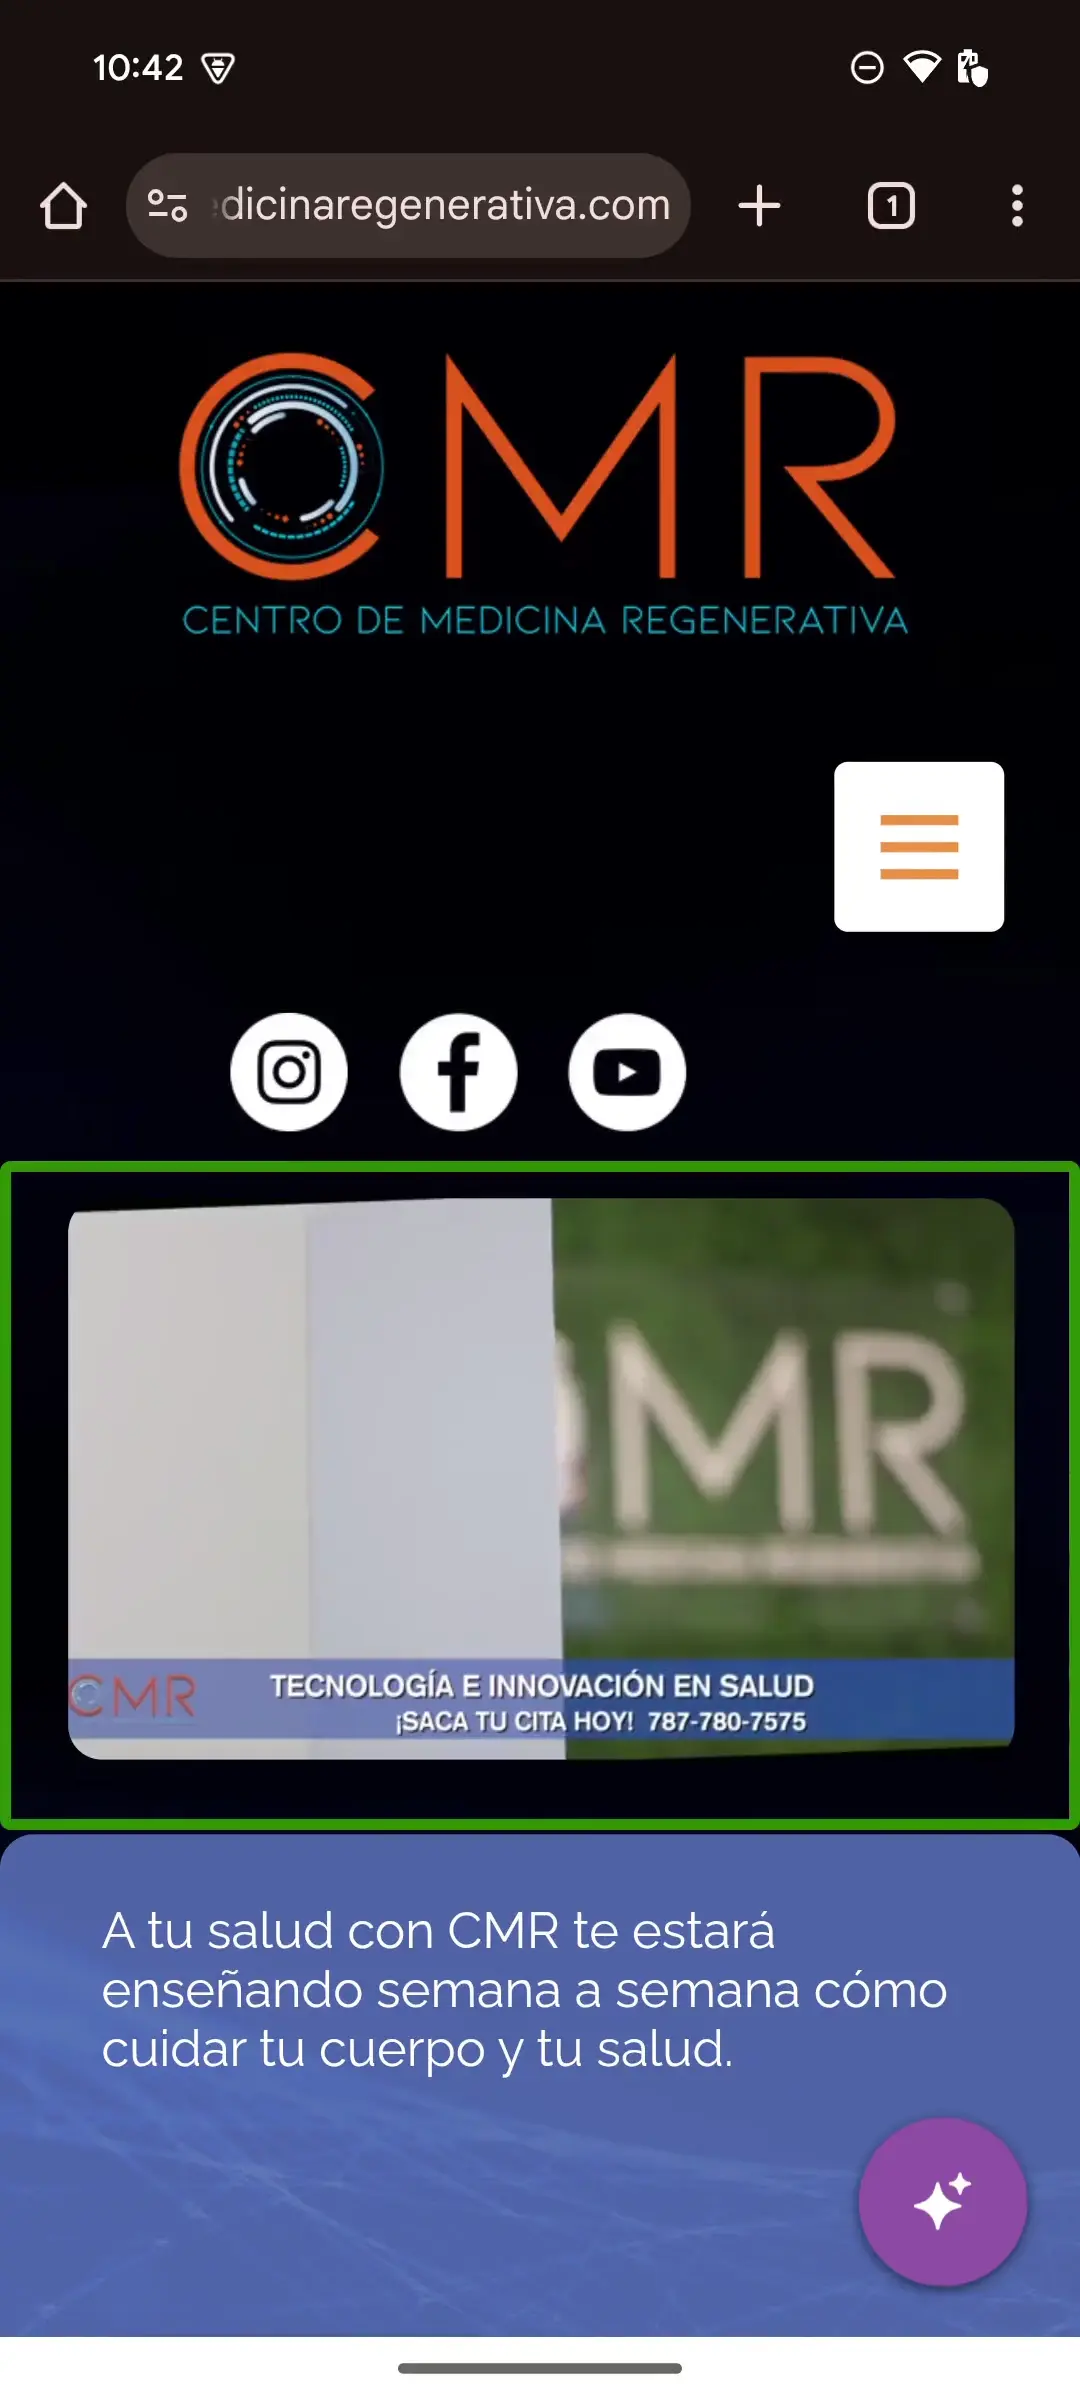 10:42
dicinaregenerativa.com
1
CMR
CENTRO DE MEDICINA REGENERATIVA
MR
CMR
TECNOLOGÍA E INNOVACIÓN EN SALUD
¡SACA TU CITA HOY! 787-780-7575
A tu salud con CMR te estará
enseñando semana a semana cómo
cuidar tu cuerpo y tu salud.